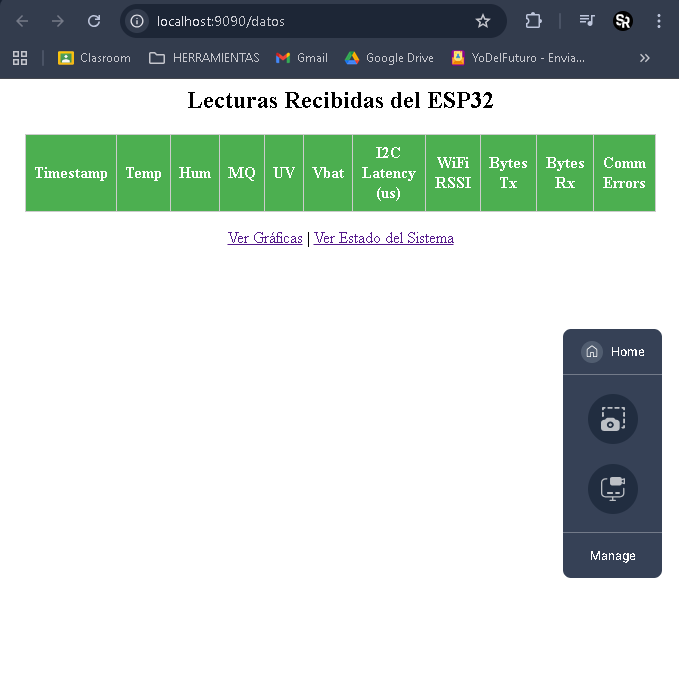 localhost:9090/datos
SR
Clasroom HERRAMIENTAS Gmail Google Drive YoDelFuturo - Envia...
Lecturas Recibidas del ESP32
Timestamp Temp Hum MQ UV Vbat I2C Latency (us) WiFi RSSI Bytes Tx Bytes Rx Comm Errors
Ver Gráficas | Ver Estado del Sistema
Home
Manage